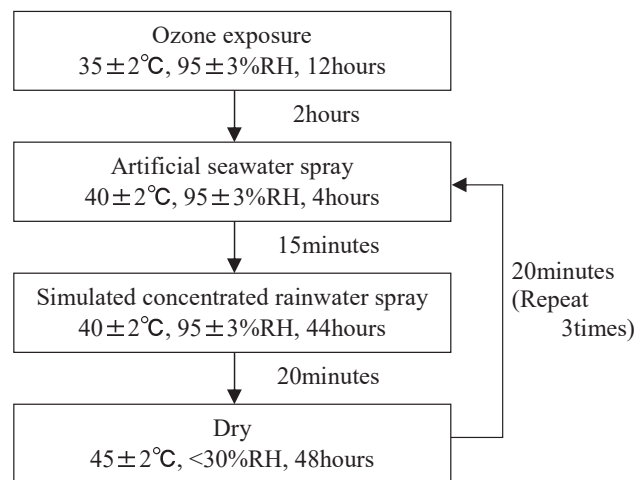 Ozone exposure
35±2℃, 95±3%RH, 12hours
2hours
Artificial seawater spray
40±2℃, 95±3%RH, 4hours
15minutes
Simulated concentrated rainwater spray
40±2℃, 95±3%RH, 44hours
20minutes
Dry
45±2℃, <30%RH, 48hours
20minutes
(Repeat
3times)